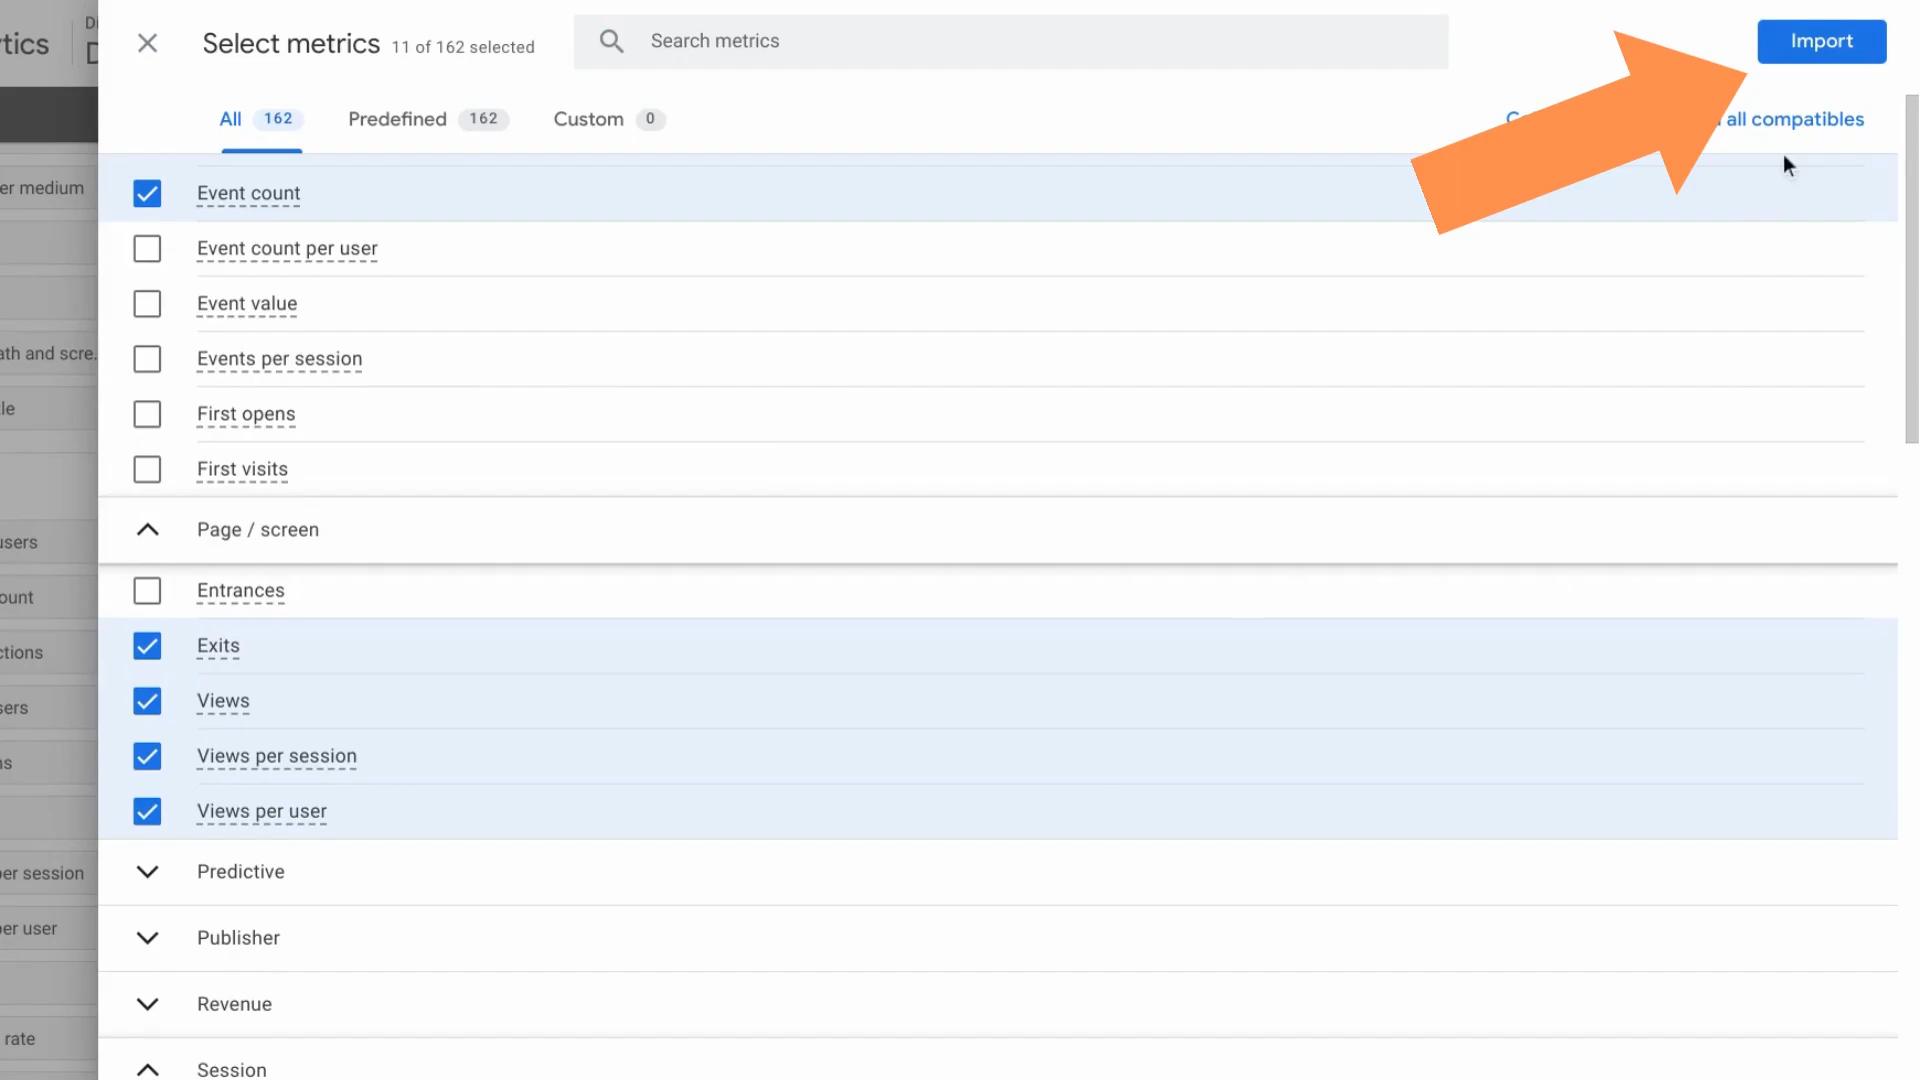 tics
Select metrics 11 of 162 selected
Search metrics
Import
All 162
Predefined 162
Custom 0
all compatibles
er medium
ath and scre.
le
users
ount
ctions
sers
ns
per session
per user
rate
Event count
Event count per user
Event value
Events per session
First opens
First visits
Page / screen
Entrances
Exits
Views
Views per session
Views per user
Predictive
Publisher
Revenue
Session